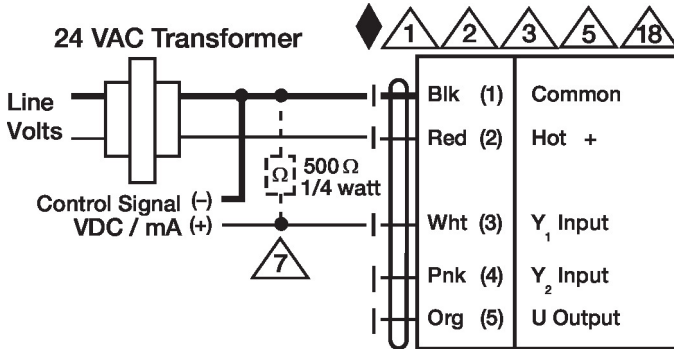 24 VAC Transformer
1 2 3 5 18
Line
Volts
Blk (1) Common
Red (2) Hot +
Ω 500 Ω
1/4 watt
Control Signal (-)
VDC / mA (+)
Wht (3) Y₁ Input
7
Pnk (4) Y₂ Input
Org (5) U Output